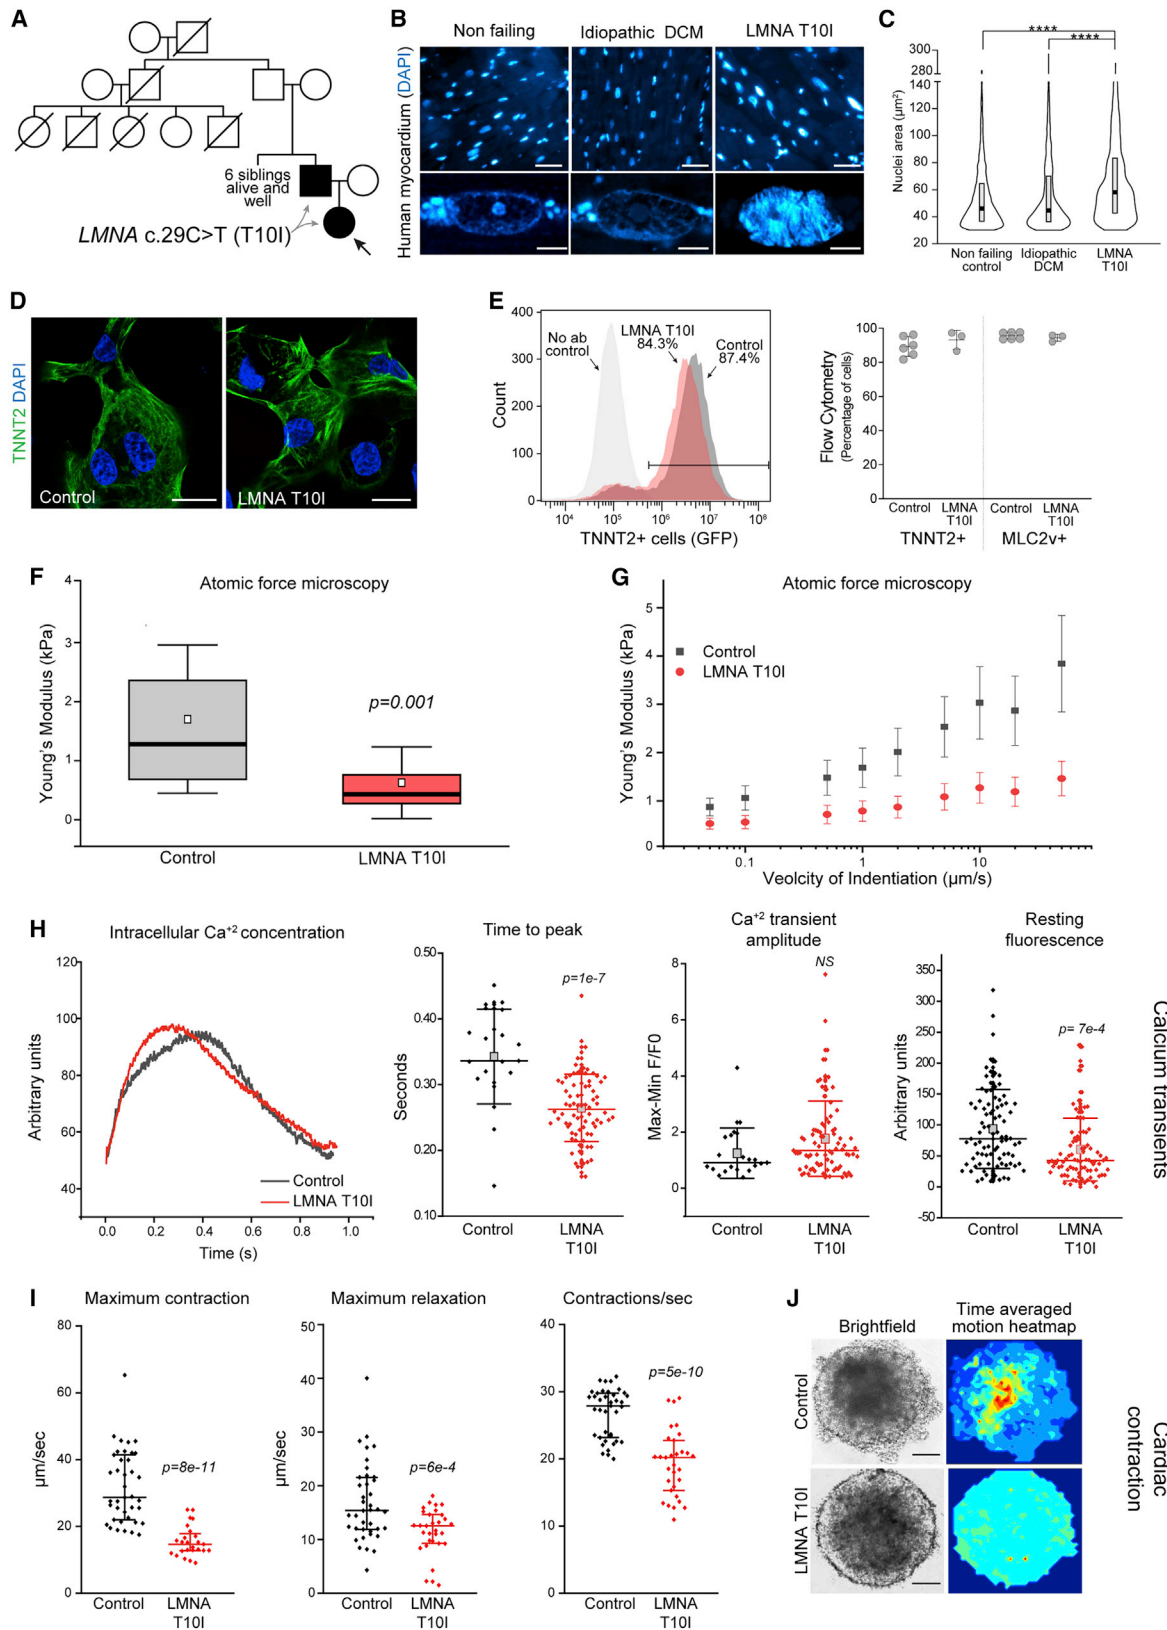 A
6 siblings
alive and
well
LMNA c.29C>T (T10I)
B
Non failing
Idiopathic DCM
LMNA T10I
Human myocardium (DAPI)
C
****
****
Nuclei area (µm²)
300
280
140
120
100
80
60
40
20
Non failing
control
Idiopathic
DCM
LMNA
T10I
D
TNNT2 DAPI
Control
LMNA T10I
E
400
300
200
100
0
Count
No ab
control
LMNA T10I
84.3%
Control
87.4%
10⁴
10⁵
10⁶
10⁷
10⁸
TNNT2+ cells (GFP)
Flow Cytometry
(Percentage of cells)
100
80
60
40
20
0
Control
LMNA
T10I
Control
LMNA
T10I
TNNT2+
MLC2v+
F
Atomic force microscopy
Young's Modulus (kPa)
4
3
2
1
0
p=0.001
Control
LMNA T10I
G
Atomic force microscopy
Young's Modulus (kPa)
5
4
3
2
1
0
Control
LMNA T10I
0.1
1
10
Veolcity of Indentiation (µm/s)
H
Intracellular Ca⁺² concentration
Arbitrary units
120
100
80
60
40
Control
LMNA T10I
0.0
0.2
0.4
0.6
0.8
1.0
Time (s)
Time to peak
Seconds
0.50
0.40
0.30
0.20
0.10
p=1e-7
Control
LMNA
T10I
Ca⁺² transient
amplitude
NS
Max-Min F/F0
8
6
4
2
0
Control
LMNA
T10I
Resting
fluorescence
Arbitrary units
350
300
250
200
150
100
50
0
-50
p= 7e-4
Control
LMNA
T10I
Calcium transients
I
Maximum contraction
µm/sec
80
60
40
20
0
p=8e-11
Control
LMNA
T10I
Maximum relaxation
µm/sec
50
40
30
20
10
0
p=6e-4
Control
LMNA
T10I
Contractions/sec
40
30
20
10
0
p=5e-10
Control
LMNA
T10I
J
Brightfield
Time averaged
motion heatmap
Control
LMNA T10I
Cardiac
contraction